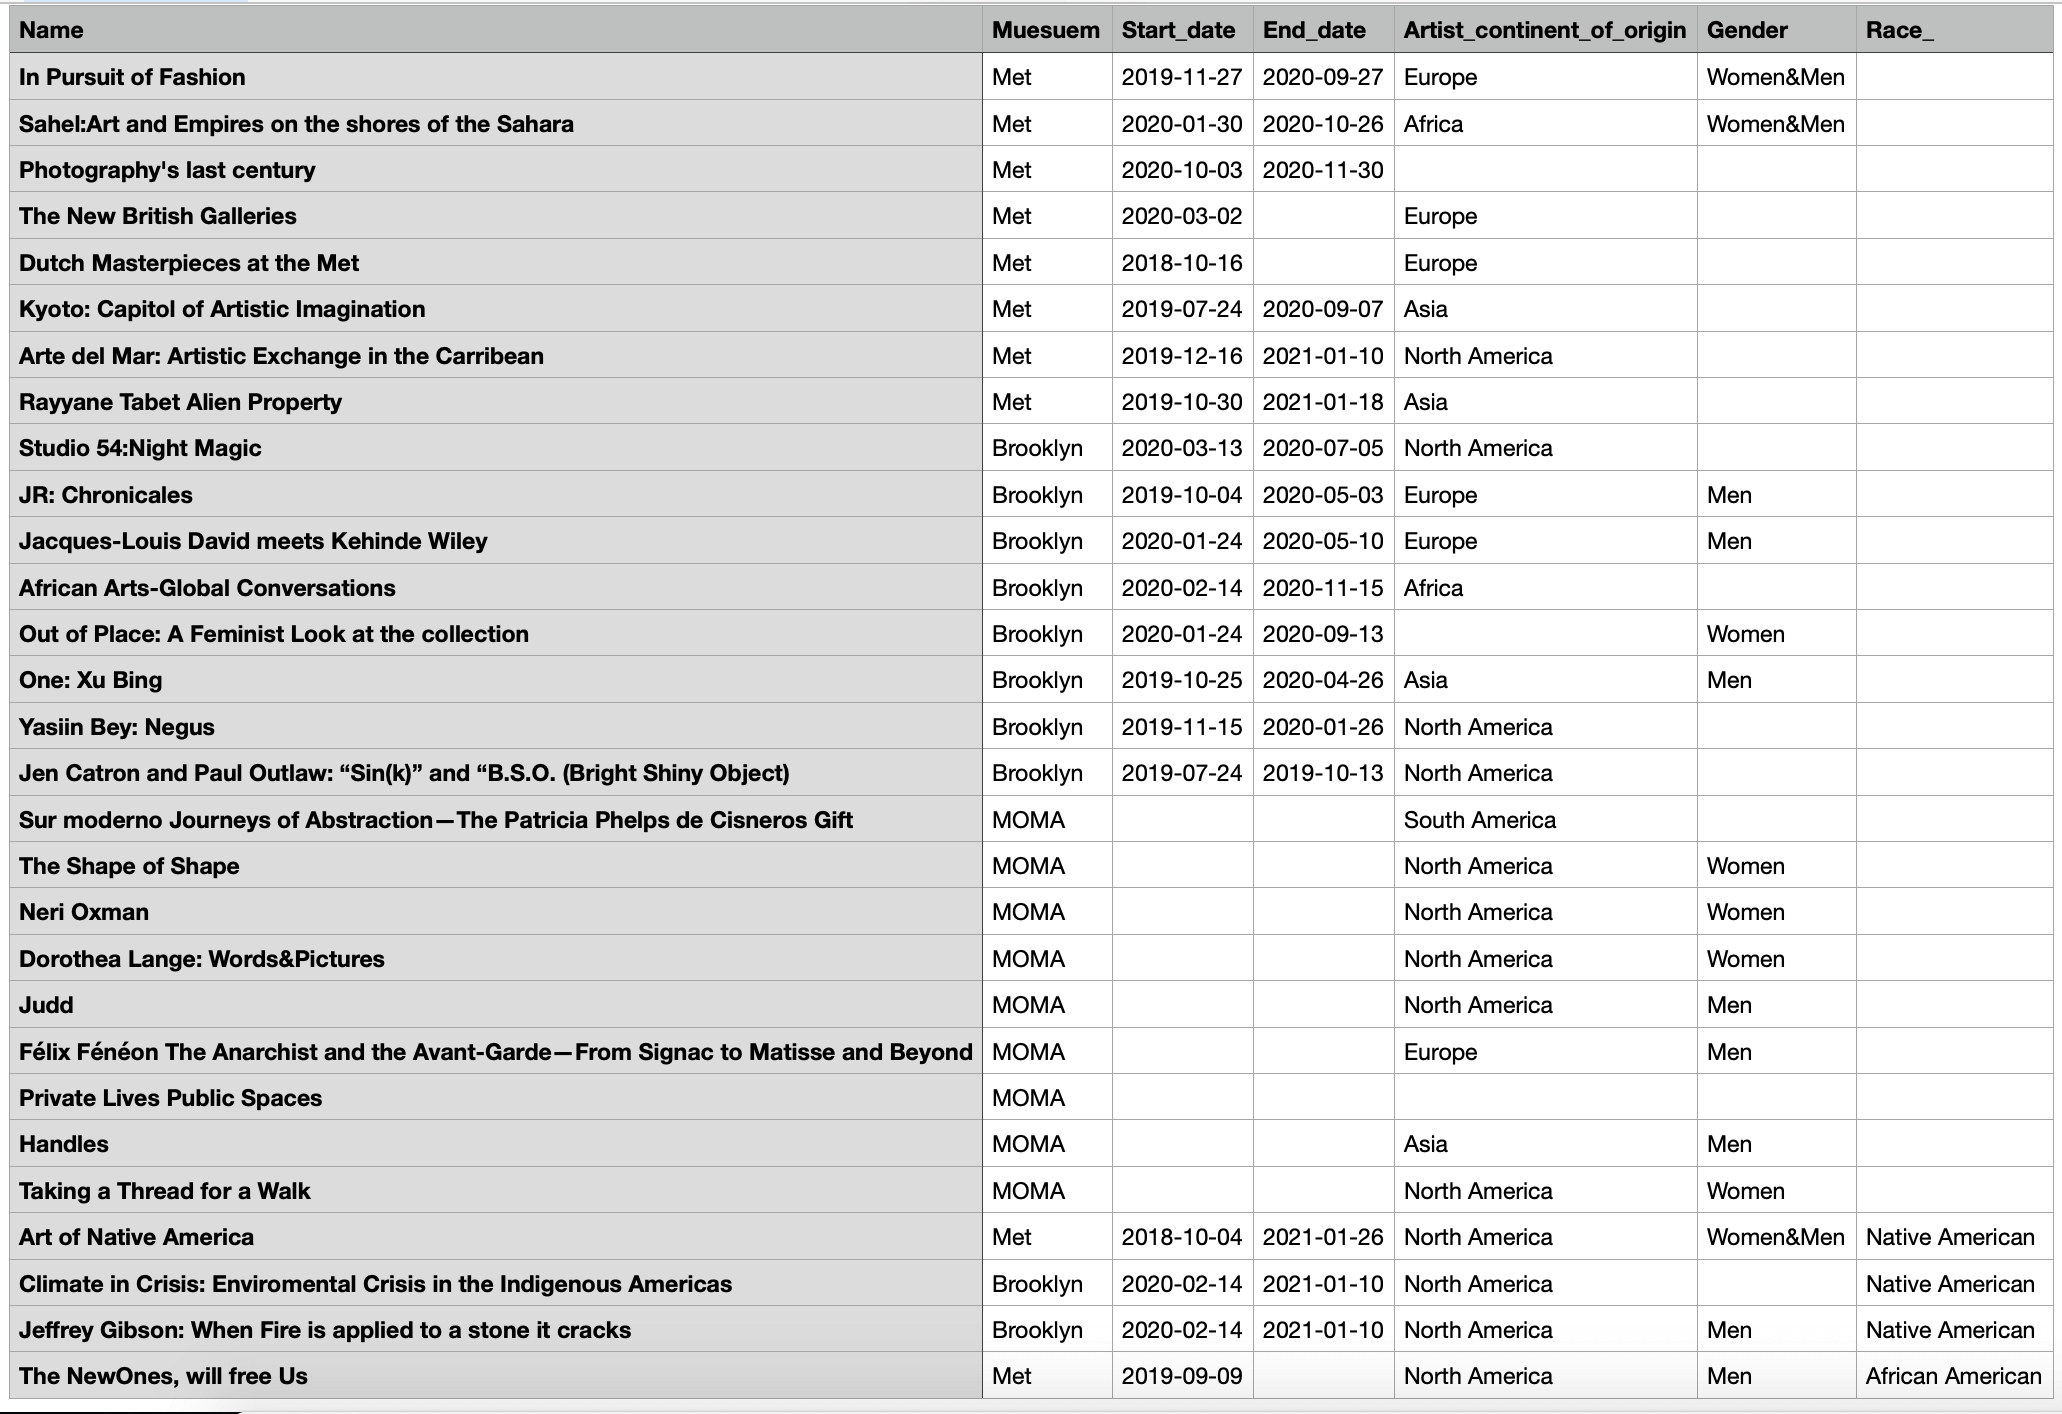 Name Muesuem Start_date End_date Artist_continent_of_origin Gender Race_
In Pursuit of Fashion Met 2019-11-27 2020-09-27 Europe Women&Men
Sahel:Art and Empires on the shores of the Sahara Met 2020-01-30 2020-10-26 Africa Women&Men
Photography's last century Met 2020-10-03 2020-11-30
The New British Galleries Met 2020-03-02 Europe
Dutch Masterpieces at the Met Met 2018-10-16 Europe
Kyoto: Capitol of Artistic Imagination Met 2019-07-24 2020-09-07 Asia
Arte del Mar: Artistic Exchange in the Carribean Met 2019-12-16 2021-01-10 North America
Rayyane Tabet Alien Property Met 2019-10-30 2021-01-18 Asia
Studio 54:Night Magic Brooklyn 2020-03-13 2020-07-05 North America
JR: Chronicales Brooklyn 2019-10-04 2020-05-03 Europe Men
Jacques-Louis David meets Kehinde Wiley Brooklyn 2020-01-24 2020-05-10 Europe Men
African Arts-Global Conversations Brooklyn 2020-02-14 2020-11-15 Africa
Out of Place: A Feminist Look at the collection Brooklyn 2020-01-24 2020-09-13 Women
One: Xu Bing Brooklyn 2019-10-25 2020-04-26 Asia Men
Yasiin Bey: Negus Brooklyn 2019-11-15 2020-01-26 North America
Jen Catron and Paul Outlaw: “Sin(k)” and “B.S.O. (Bright Shiny Object) Brooklyn 2019-07-24 2019-10-13 North America
Sur moderno Journeys of Abstraction—The Patricia Phelps de Cisneros Gift MOMA South America
The Shape of Shape MOMA North America Women
Neri Oxman MOMA North America Women
Dorothea Lange: Words&Pictures MOMA North America Women
Judd MOMA North America Men
Félix Fénéon The Anarchist and the Avant-Garde—From Signac to Matisse and Beyond MOMA Europe Men
Private Lives Public Spaces MOMA
Handles MOMA Asia Men
Taking a Thread for a Walk MOMA North America Women
Art of Native America Met 2018-10-04 2021-01-26 North America Women&Men Native American
Climate in Crisis: Enviromental Crisis in the Indigenous Americas Brooklyn 2020-02-14 2021-01-10 North America Native American
Jeffrey Gibson: When Fire is applied to a stone it cracks Brooklyn 2020-02-14 2021-01-10 North America Men Native American
The NewOnes, will free Us Met 2019-09-09 North America Men African American